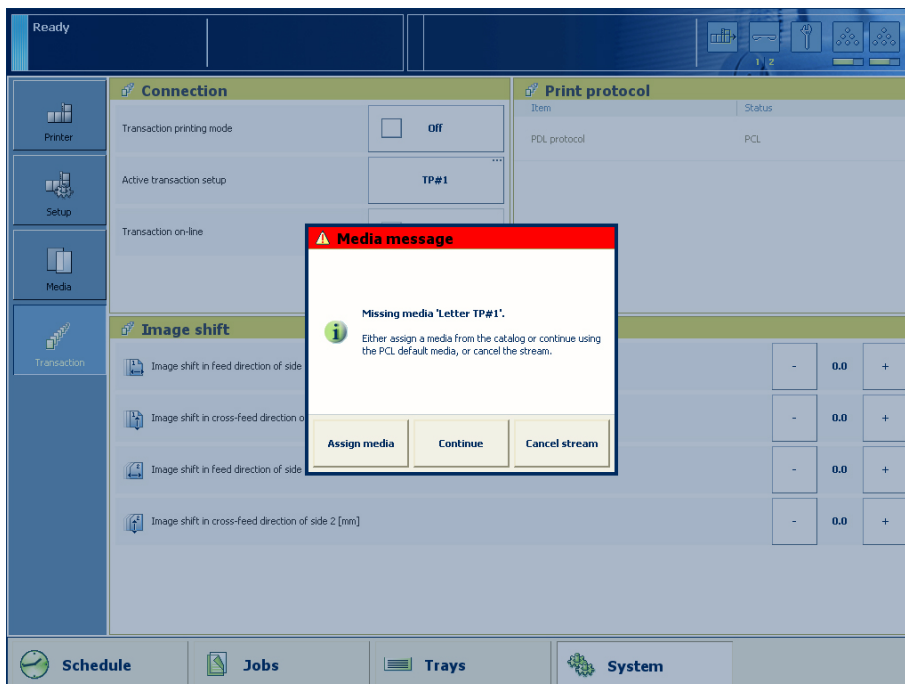 Ready
1 2
Printer
Setup
Media
Transaction
Connection
Transaction printing mode
Off
Active transaction setup
...
TP#1
Transaction on-line
Print protocol
Item Status
PDL protocol PCL
Media message
Missing media 'Letter TP#1'.
Either assign a media from the catalog or continue using
the PCL default media, or cancel the stream.
Assign media Continue Cancel stream
Image shift
Image shift in feed direction of side
- 0.0 +
Image shift in cross-feed direction o
- 0.0 +
Image shift in feed direction of side
- 0.0 +
Image shift in cross-feed direction of side 2 [mm]
- 0.0 +
Schedule Jobs Trays System